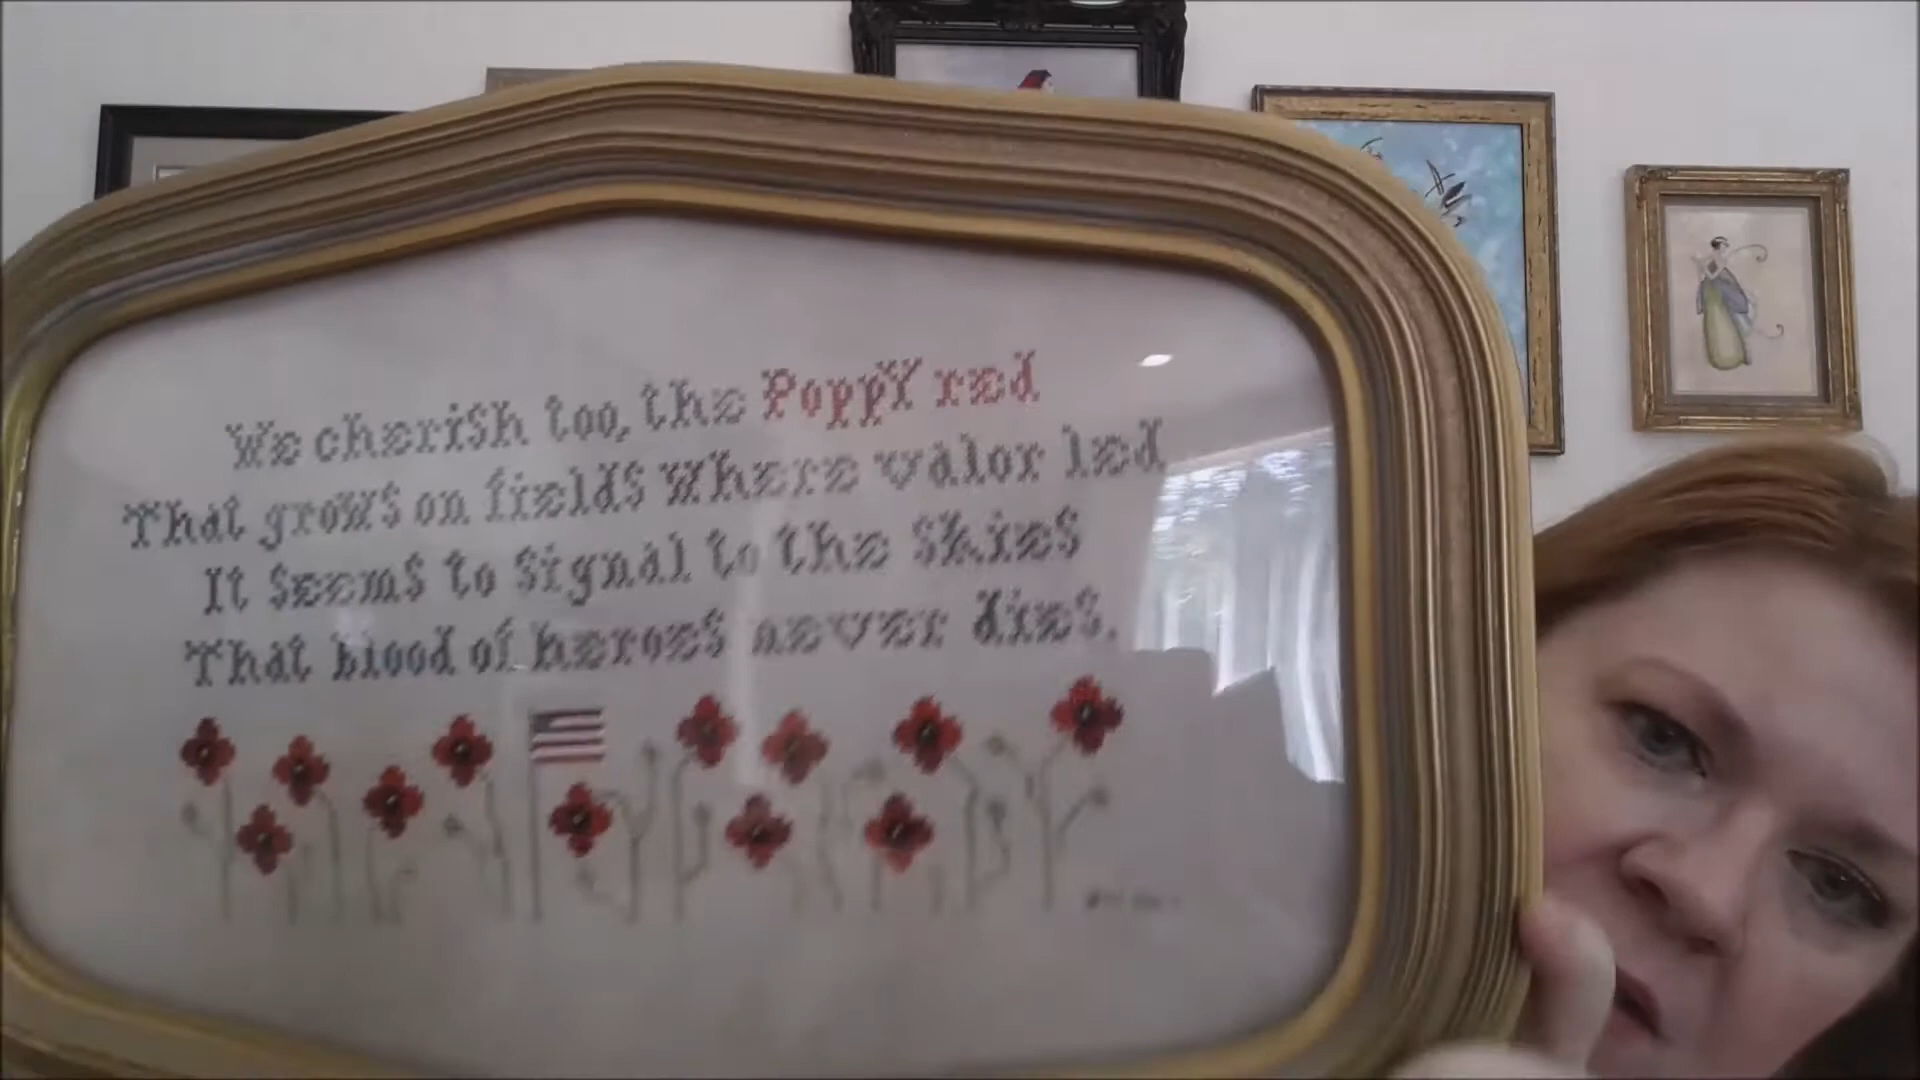 We cherish too, the Poppy red
That grows on fields where valor led
It seems to signal to the skies
That blood of heroes never dies.